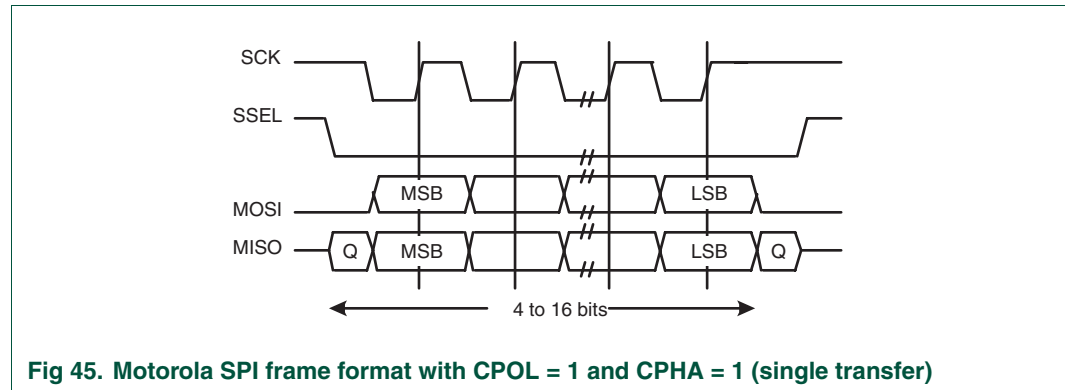 SCK
SSEL
MOSI MSB LSB
MISO Q MSB LSB Q
4 to 16 bits
Fig 45. Motorola SPI frame format with CPOL = 1 and CPHA = 1 (single transfer)